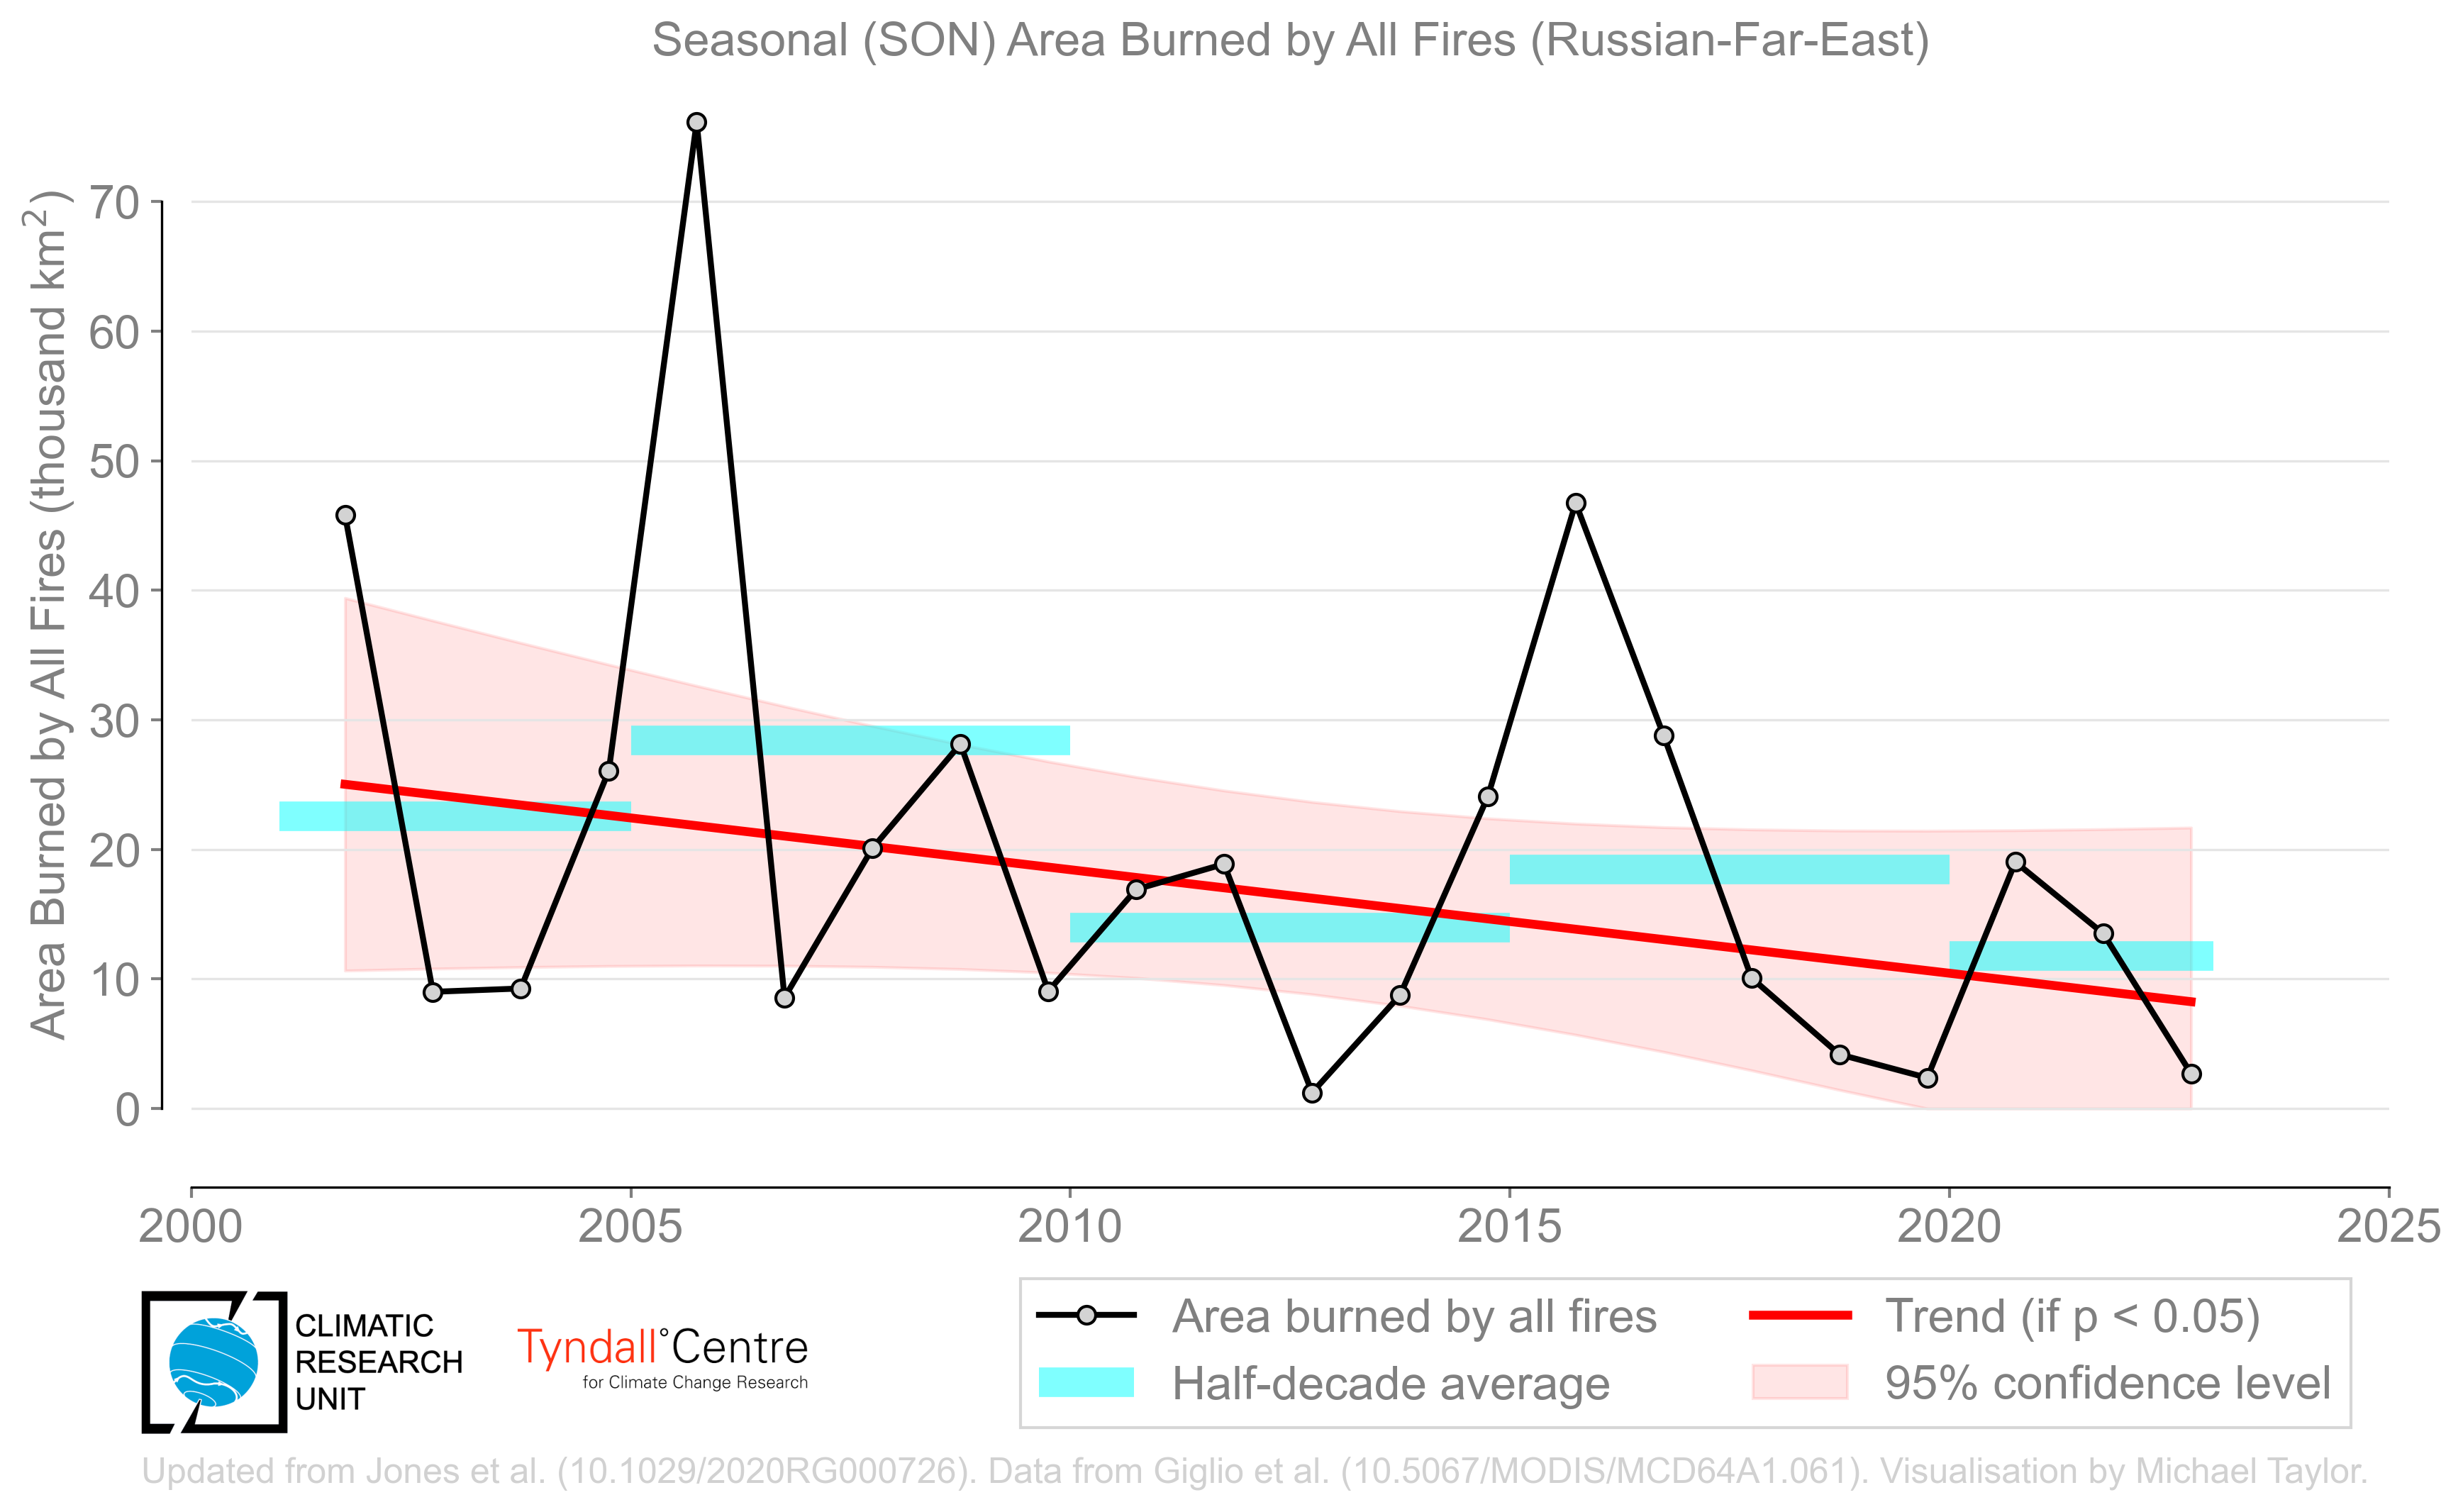 Seasonal (SON) Area Burned by All Fires (Russian-Far-East)
Area Burned by All Fires (thousand km²)
70
60
50
40
30
20
10
0
2000 2005 2010 2015 2020 2025
CLIMATIC
RESEARCH
UNIT
Tyndall°Centre
for Climate Change Research
Area burned by all fires
Half-decade average
Trend (if p < 0.05)
95% confidence level
Updated from Jones et al. (10.1029/2020RG000726). Data from Giglio et al. (10.5067/MODIS/MCD64A1.061). Visualisation by Michael Taylor.